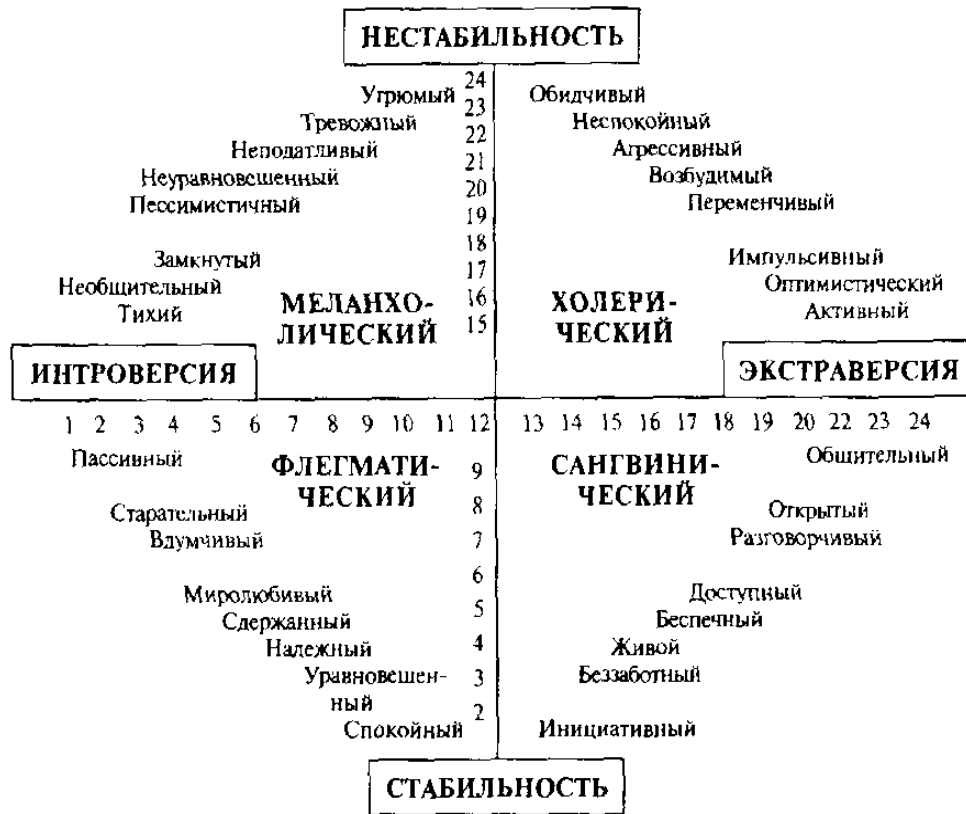 НЕСТАБИЛЬНОСТЬ
24
Угрюмый
Обидчивый
23
Тревожный
Неспокойный
22
Неподатливый
Агрессивный
21
Неуравновешенный
Возбудимый
20
Пессимистичный
Переменчивый
19
18
Замкнутый
Импульсивный
17
Необщительный
Оптимистический
16
Тихий
Активный
15
МЕЛАНХО-
ЛИЧЕСКИЙ
ХОЛЕРИ-
ЧЕСКИЙ
ИНТРОВЕРСИЯ
ЭКСТРАВЕРСИЯ
1 2 3 4 5 6 7 8 9 10 11 12 13 14 15 16 17 18 19 20 22 23 24
Пассивный
ФЛЕГМАТИ-
ЧЕСКИЙ
9
САНГВИНИ-
ЧЕСКИЙ
Общительный
8
Старательный
Открытый
7
Вдумчивый
Разговорчивый
6
Миролюбивый
Доступный
5
Сдержанный
Беспечный
4
Надежный
Живой
3
Уравновешен-
ный
Беззаботный
2
Спокойный
Инициативный
СТАБИЛЬНОСТЬ